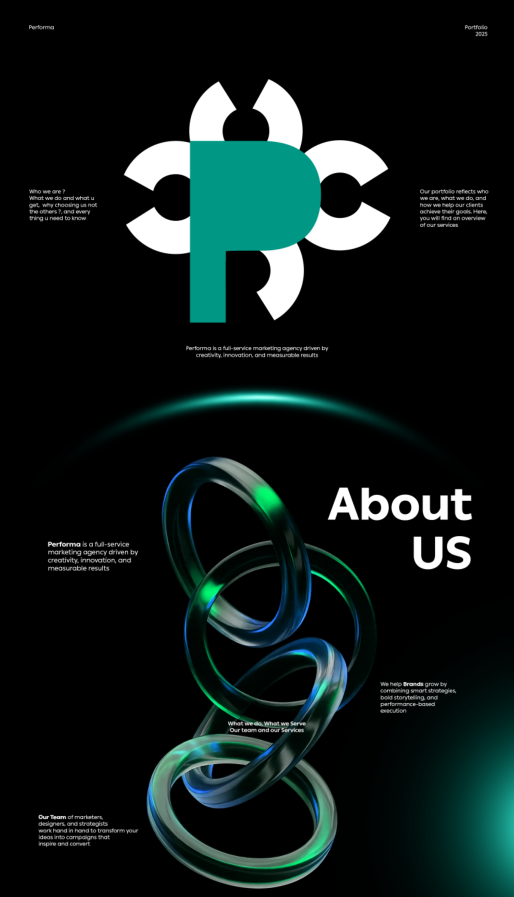 Performa
Portfolio
2025
Who we are ?
What we do and what u
get, why choosing us not
the others ?, and every
thing u need to know
P
Our portfolio reflects who
we are, what we do, and
how we help our clients
achieve their goals. Here,
you will find an overview
of our services
Performa is a full-service marketing agency driven by
creativity, innovation, and measurable results
About
US
Performa is a full-service
marketing agency driven by
creativity, innovation, and
measurable results
We help Brands grow by
combining smart strategies,
bold storytelling, and
performance-based
execution
What we do, What we Serve
Our team and our Services
Our Team of marketers,
designers, and strategists
work hand in hand to transform your
ideas into campaigns that
inspire and convert